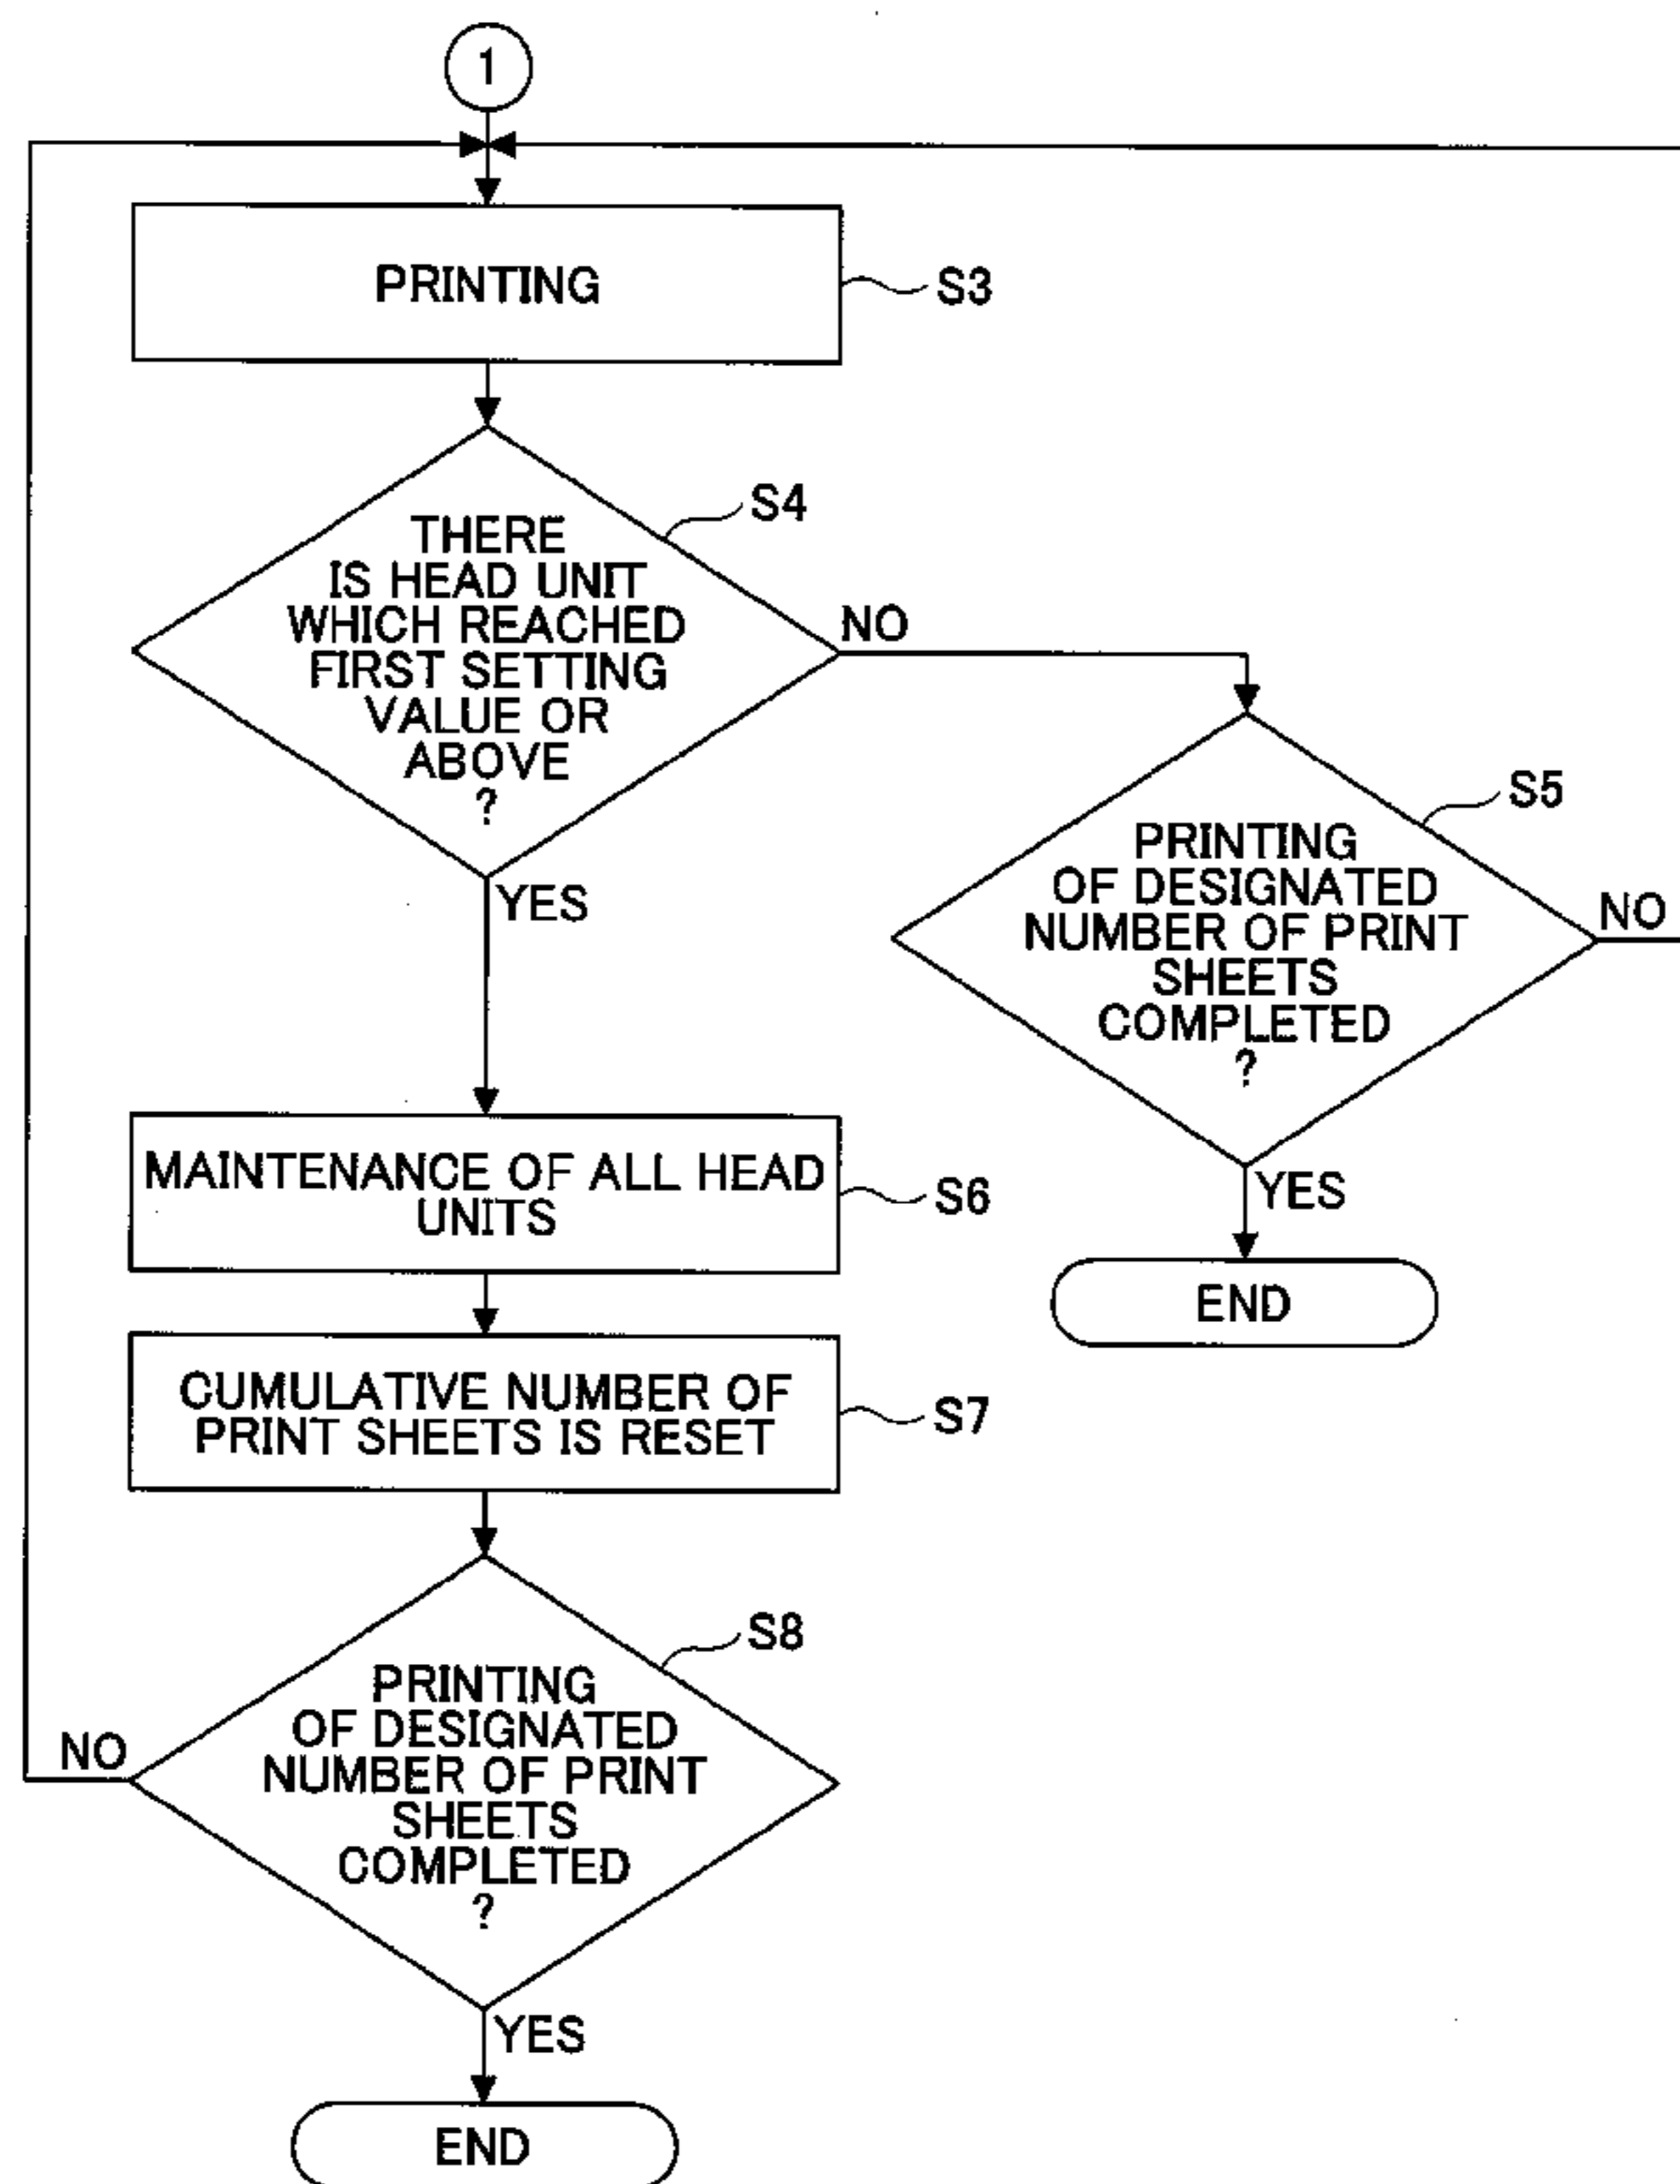 1
PRINTING
S3
S4
THERE
IS HEAD UNIT
WHICH REACHED
FIRST SETTING
VALUE OR
ABOVE
?
NO
YES
S5
PRINTING
OF DESIGNATED
NUMBER OF PRINT
SHEETS
COMPLETED
?
NO
YES
END
MAINTENANCE OF ALL HEAD
UNITS
S6
CUMULATIVE NUMBER OF
PRINT SHEETS IS RESET
S7
S8
PRINTING
OF DESIGNATED
NUMBER OF PRINT
SHEETS
COMPLETED
?
NO
YES
END